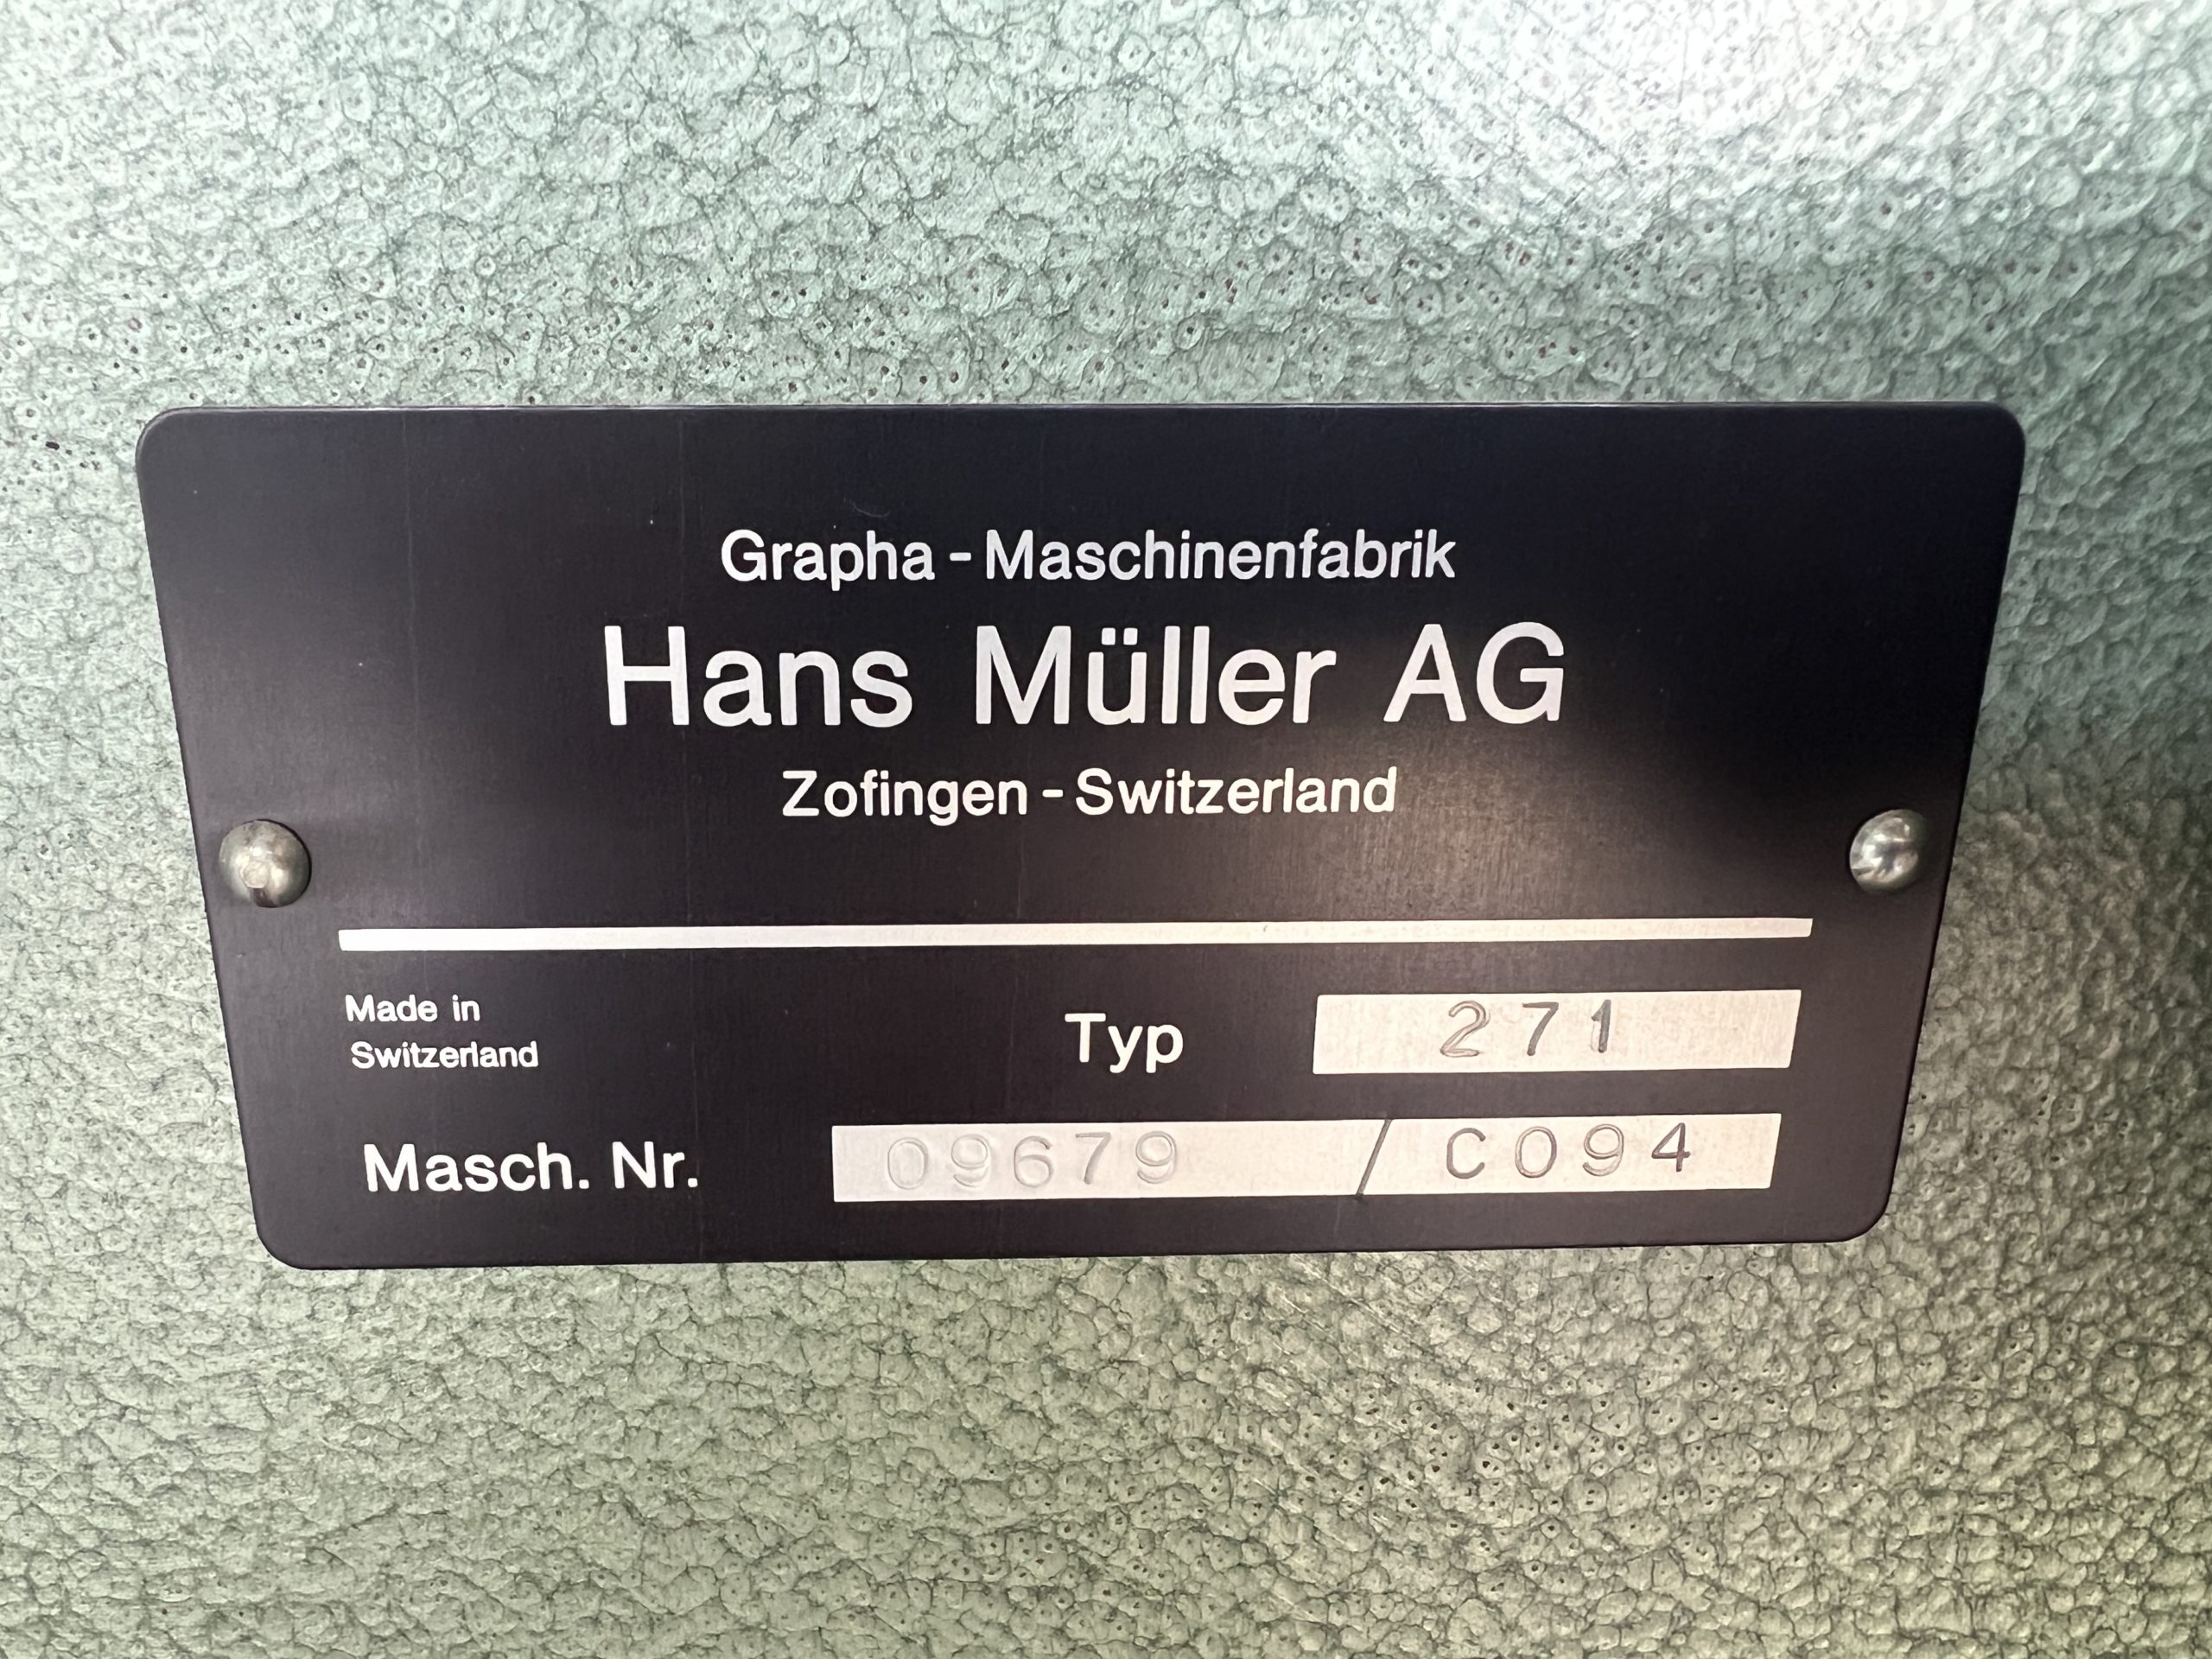 Grapha - Maschinenfabrik
Hans Müller AG
Zofingen - Switzerland
Made in
Switzerland
Typ 271
Masch. Nr. 09679 / C094